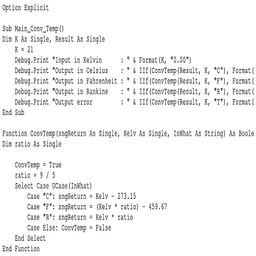 Option Explicit
Sub Main_Conv_Temp()
Dim K As Single, Result As Single
K = 21
Debug.Print "Input in Kelvin : " & Format(K, "0.00")
Debug.Print "Output in Celsius : " & IIf(ConvTemp(Result, K, "C"), Format(
Debug.Print "Output in Fahrenheit : " & IIf(ConvTemp(Result, K, "F"), Format(
Debug.Print "Output in Rankine : " & IIf(ConvTemp(Result, K, "R"), Format(
Debug.Print "Output error : " & IIf(ConvTemp(Result, K, "T"), Format(
End Sub
Function ConvTemp(sngReturn As Single, Kelv As Single, InWhat As String) As Boole
Dim ratio As Single
ConvTemp = True
ratio = 9 / 5
Select Case UCase(InWhat)
Case "C": sngReturn = Kelv - 273.15
Case "F": sngReturn = (Kelv * ratio) - 459.67
Case "R": sngReturn = Kelv * ratio
Case Else: ConvTemp = False
End Select
End Function